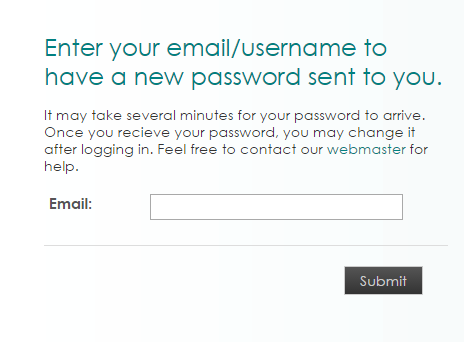 Enter your email/username to
have a new password sent to you.
It may take several minutes for your password to arrive.
Once you recieve your password, you may change it
after logging in. Feel free to contact our webmaster for
help.
Email:
Submit